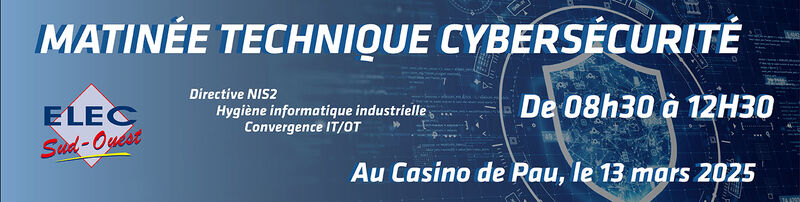 MATINÉE TECHNIQUE CYBERSÉCURITÉ
ELEC
Sud-Ouest
Directive NIS2
Hygiène informatique industrielle
Convergence IT/OT
De 08h30 à 12H30
Au Casino de Pau, le 13 mars 2025